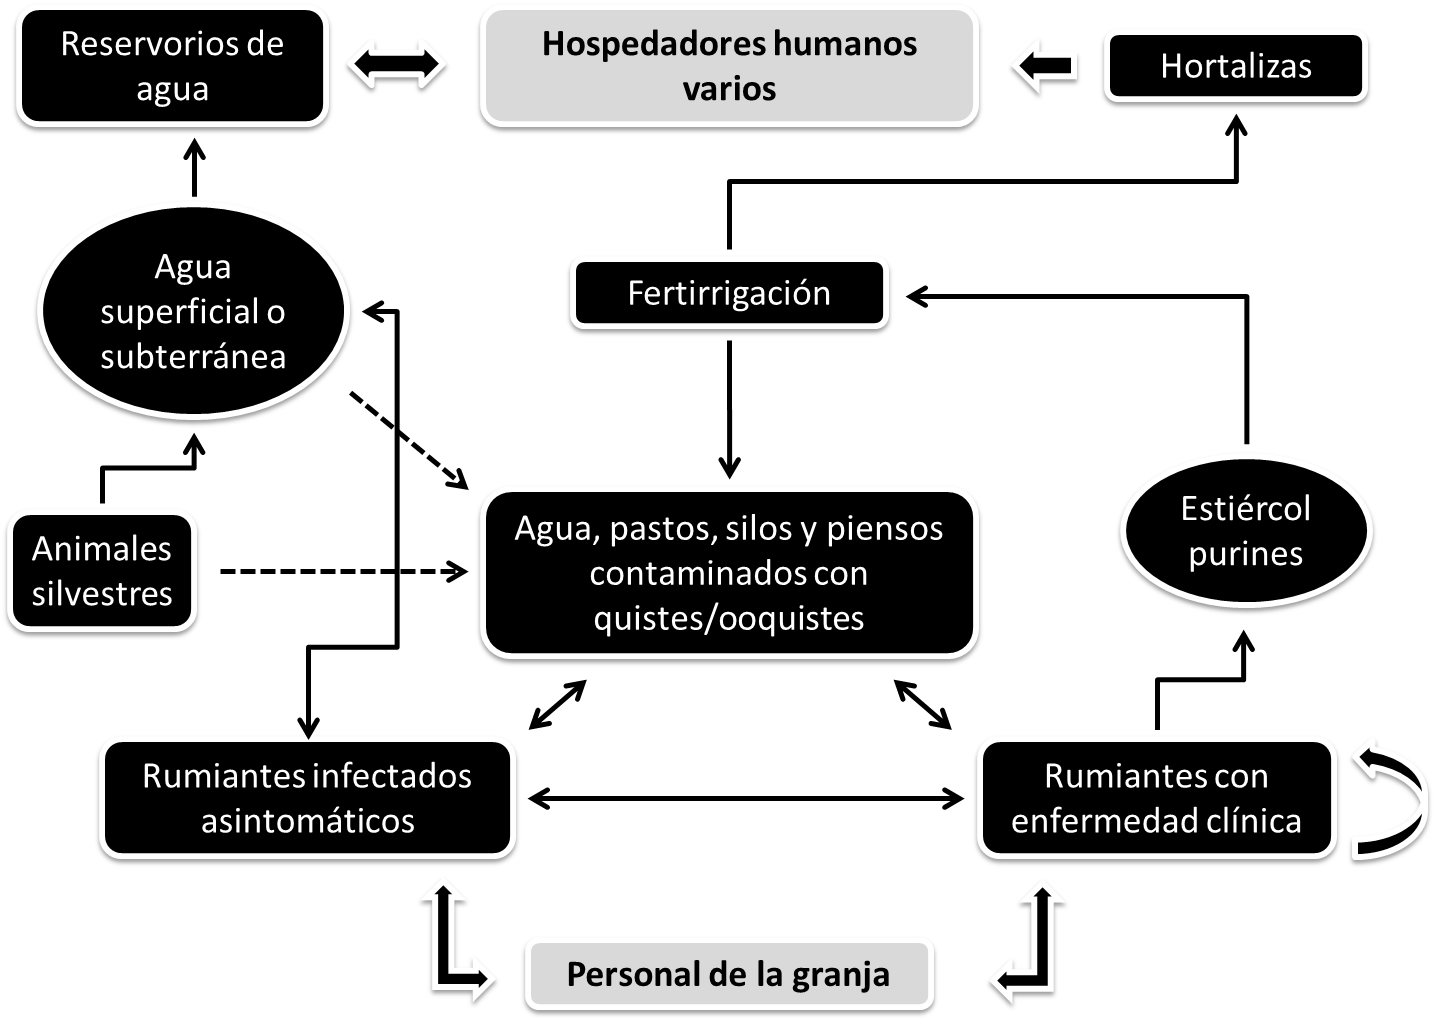 Reservorios de
agua
Hospedadores humanos
varios
Hortalizas
Agua
superficial o
subterránea
Fertirrigación
Animales
silvestres
Agua, pastos, silos y piensos
contaminados con
quistes/ooquistes
Estiércol
purines
Rumiantes infectados
asintomáticos
Rumiantes con
enfermedad clínica
Personal de la granja